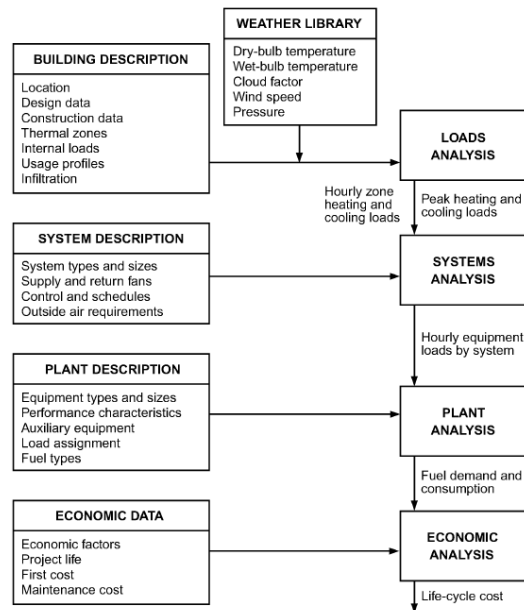 WEATHER LIBRARY
Dry-bulb temperature
Wet-bulb temperature
Cloud factor
Wind speed
Pressure
BUILDING DESCRIPTION
Location
Design data
Construction data
Thermal zones
Internal loads
Usage profiles
Infiltration
LOADS
ANALYSIS
Hourly zone
heating and
cooling loads
Peak heating and
cooling loads
SYSTEM DESCRIPTION
System types and sizes
Supply and return fans
Control and schedules
Outside air requirements
SYSTEMS
ANALYSIS
Hourly equipment
loads by system
PLANT DESCRIPTION
Equipment types and sizes
Performance characteristics
Auxiliary equipment
Load assignment
Fuel types
PLANT
ANALYSIS
Fuel demand and
consumption
ECONOMIC DATA
Economic factors
Project life
First cost
Maintenance cost
ECONOMIC
ANALYSIS
Life-cycle cost